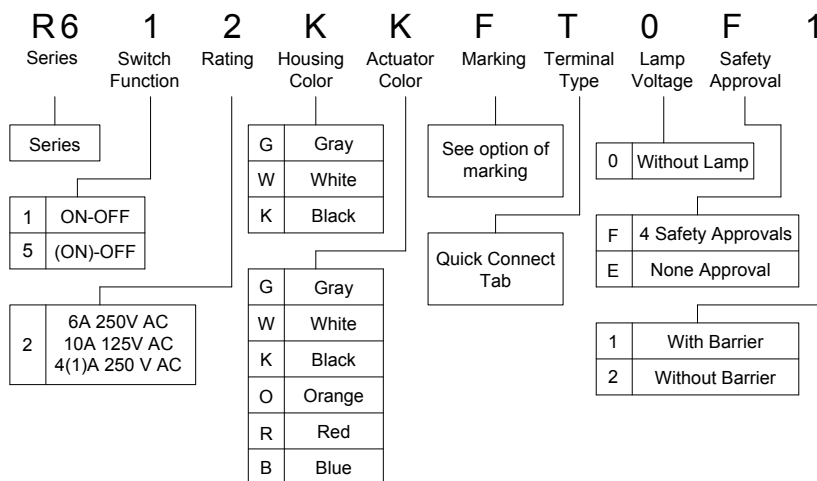 R6 1 2 K K F T 0 F 1
Series Switch Function Rating Housing Color Actuator Color Marking Terminal Type Lamp Voltage Safety Approval
Series
1 ON-OFF
5 (ON)-OFF
2 6A 250V AC
10A 125V AC
4(1)A 250 V AC
G Gray
W White
K Black
G Gray
W White
K Black
O Orange
R Red
B Blue
See option of
marking
Quick Connect
Tab
0 Without Lamp
F 4 Safety Approvals
E None Approval
1 With Barrier
2 Without Barrier